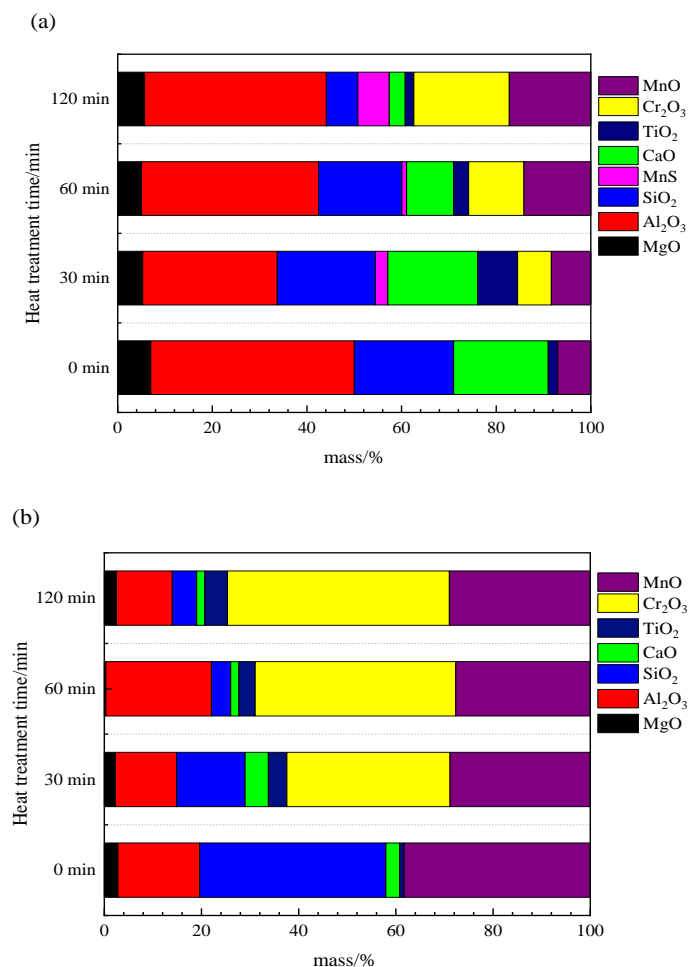 (a)
120 min
60 min
30 min
0 min
Heat treatment time/min
0 20 40 60 80 100
mass/%
MnO
Cr₂O₃
TiO₂
CaO
MnS
SiO₂
Al₂O₃
MgO
(b)
120 min
60 min
30 min
0 min
Heat treatment time/min
0 20 40 60 80 100
mass/%
MnO
Cr₂O₃
TiO₂
CaO
SiO₂
Al₂O₃
MgO